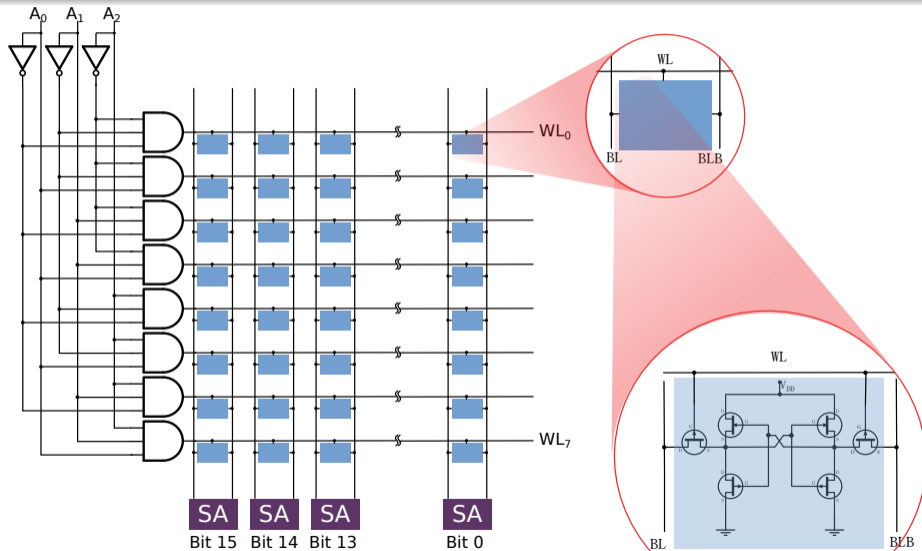 A0 A1 A2
WL
BL BLB
WL0
WL
VDD
G G
D D
D S G G S D
S S
D D
G G
S S
WL7
SA SA SA SA
Bit 15 Bit 14 Bit 13 Bit 0
BL BLB